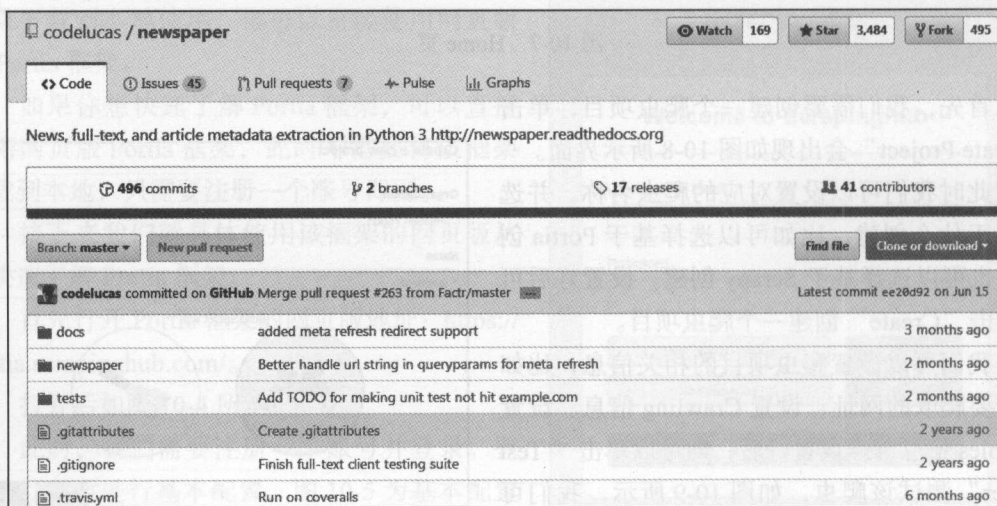 codelucas / newspaper
Watch 169 Star 3,484 Fork 495
Code Issues 45 Pull requests 7 Pulse Graphs
News, full-text, and article metadata extraction in Python 3 http://newspaper.readthedocs.org
496 commits 2 branches 17 releases 41 contributors
Branch: master New pull request Find file Clone or download
codelucas committed on GitHub Merge pull request #263 from Factr/master ... Latest commit ee20d92 on Jun 15
docs added meta refresh redirect support 3 months ago
newspaper Better handle url string in queryparams for meta refresh 2 months ago
tests Add TODO for making unit test not hit example.com 2 months ago
.gitattributes Create .gitattributes 2 years ago
.gitignore Finish full-text client testing suite 2 years ago
.travis.yml Run on coveralls 6 months ago